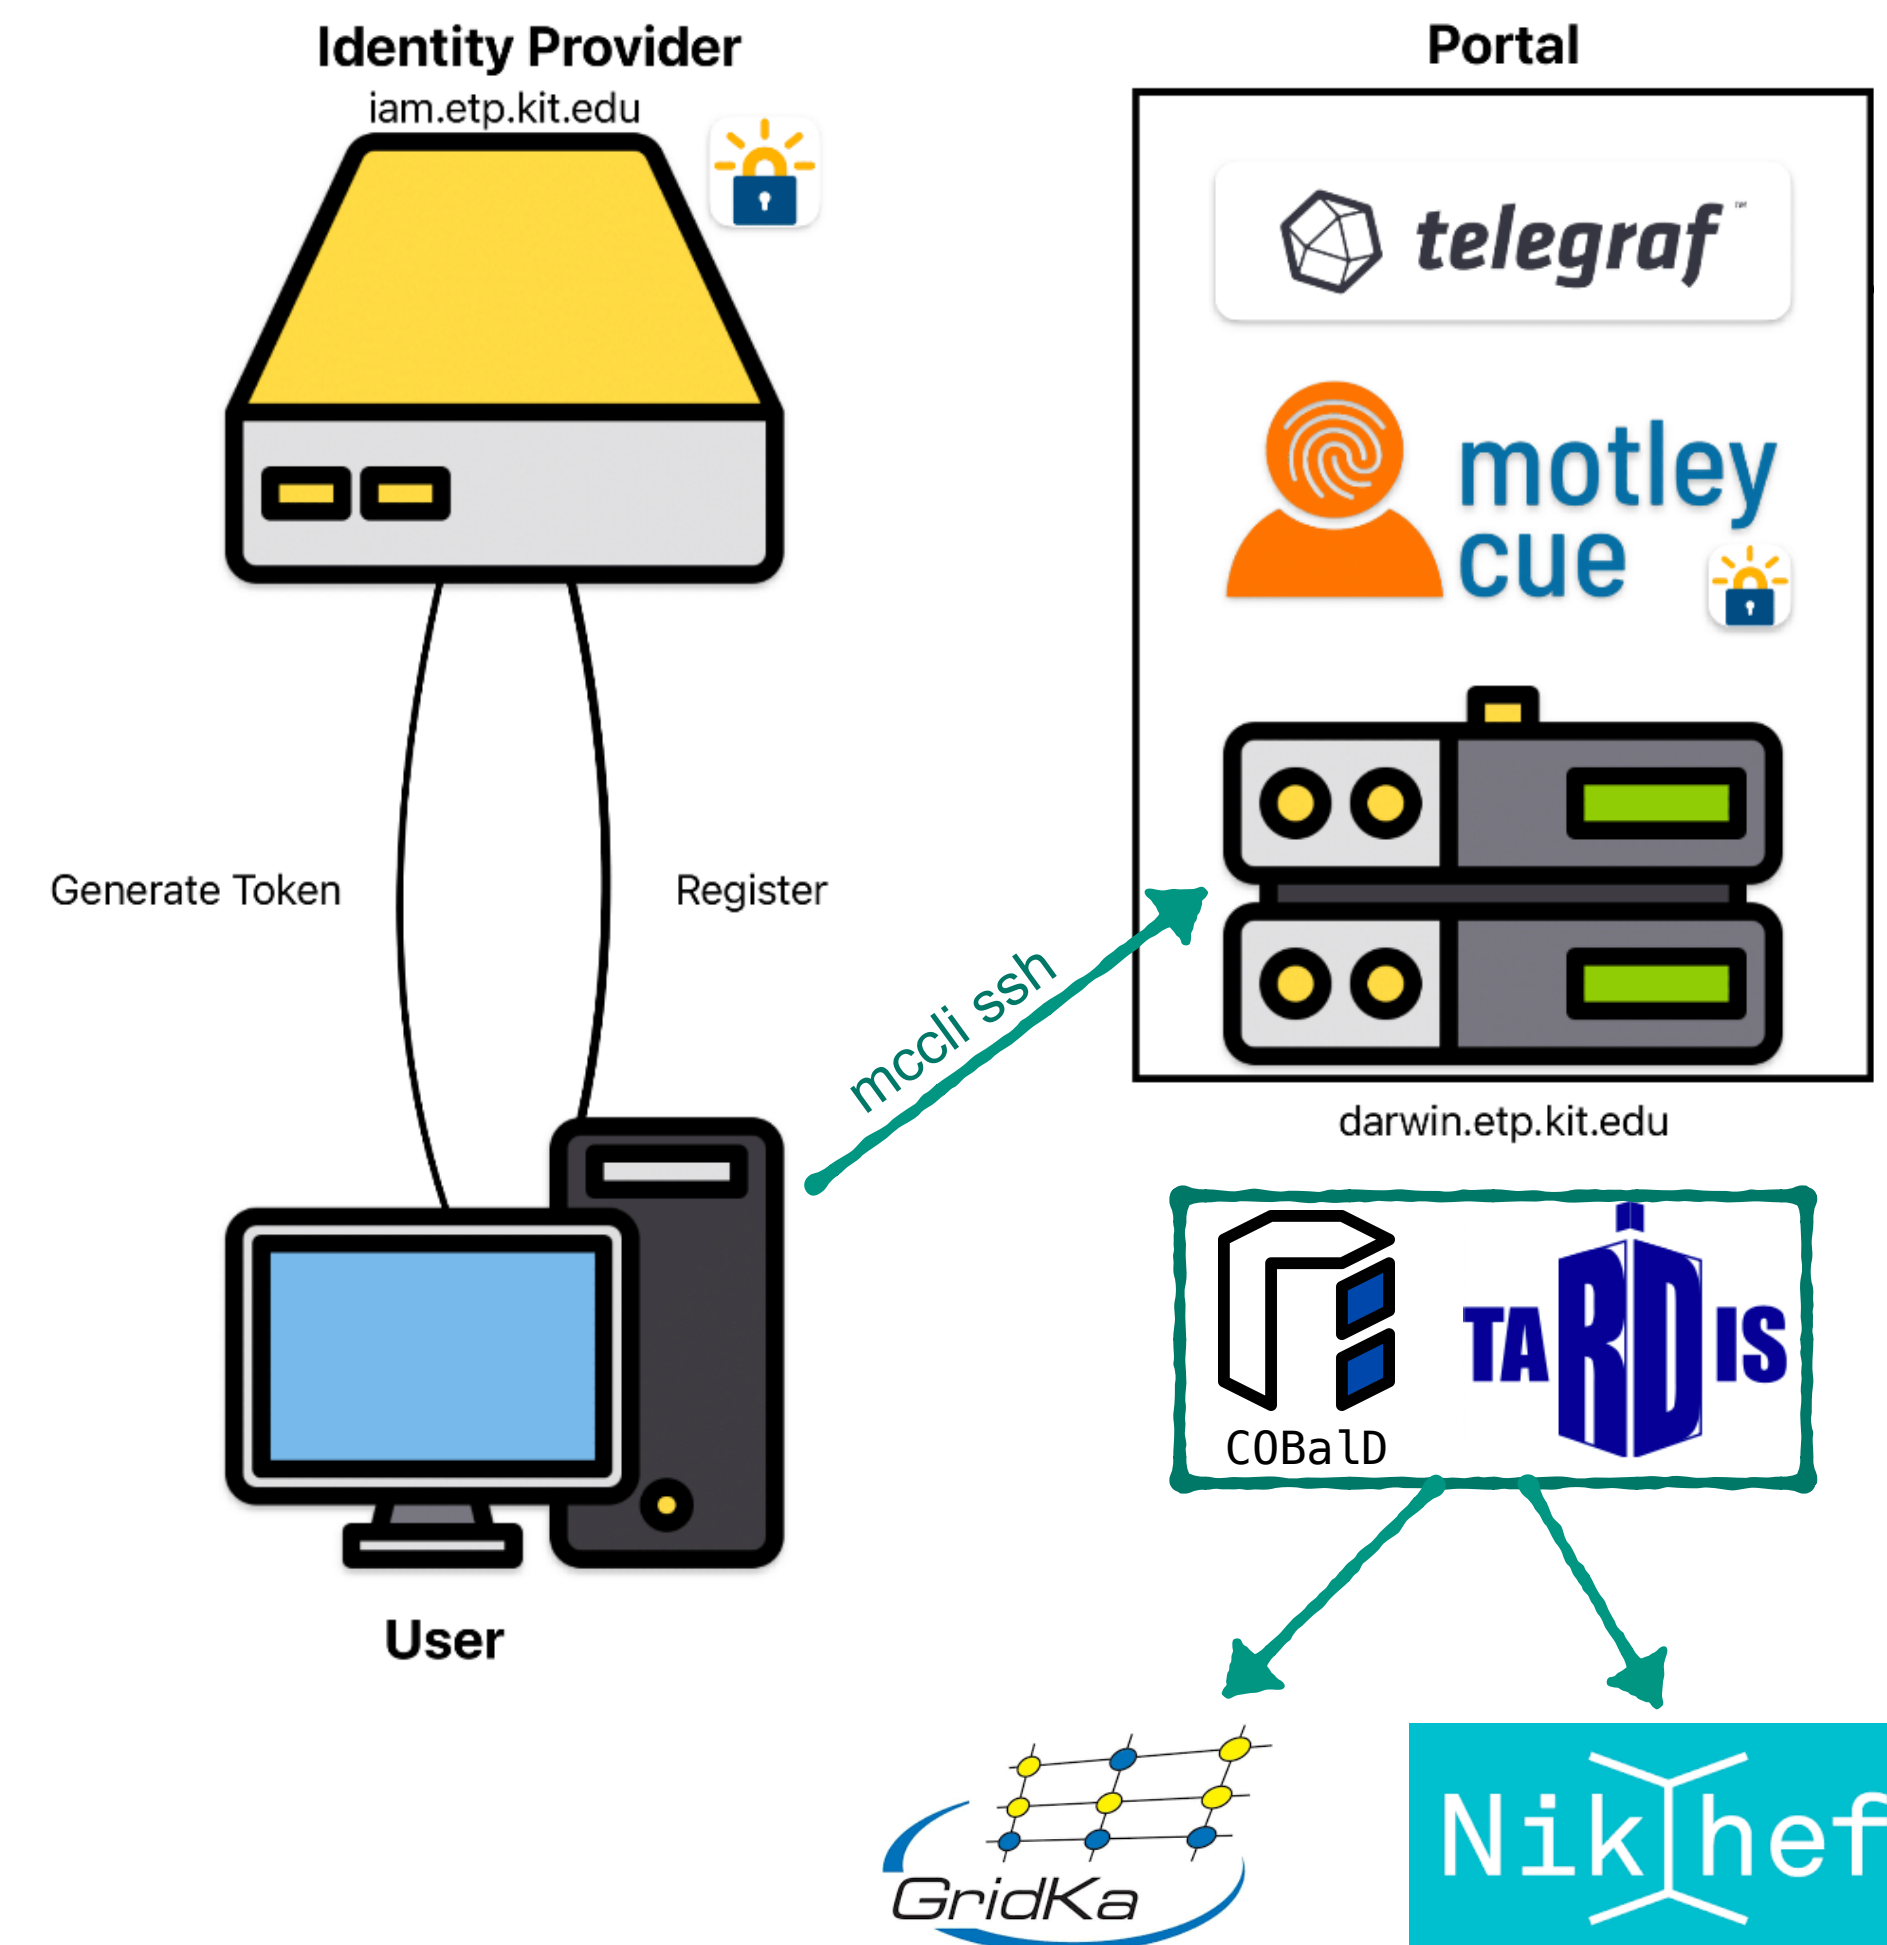 Identity Provider
iam.etp.kit.edu
Portal
telegraf™
motley
cue
Generate Token
Register
mccli ssh
darwin.etp.kit.edu
COBalD
TARDIS
User
GridKa
Nikhef